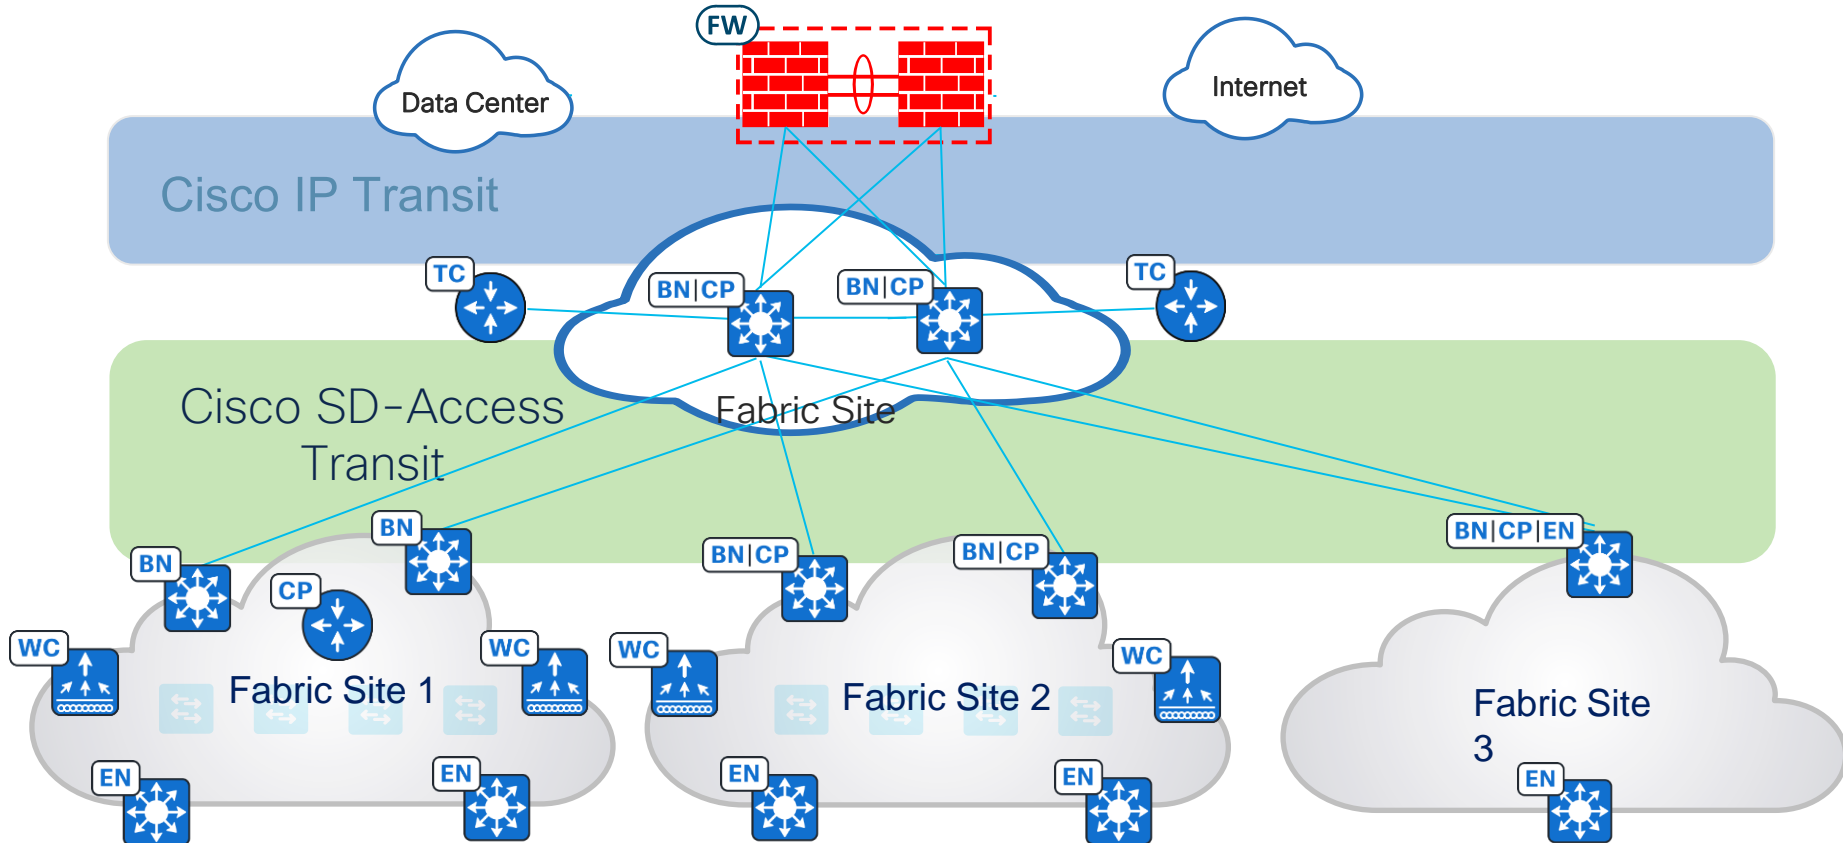 FW
Data Center
Internet
Cisco IP Transit
TC
BN|CP
BN|CP
TC
Cisco SD-Access
Transit
Fabric Site
BN
BN
CP
WC
WC
Fabric Site 1
EN
EN
BN|CP
BN|CP
WC
WC
Fabric Site 2
EN
EN
BN|CP|EN
Fabric Site
3
EN